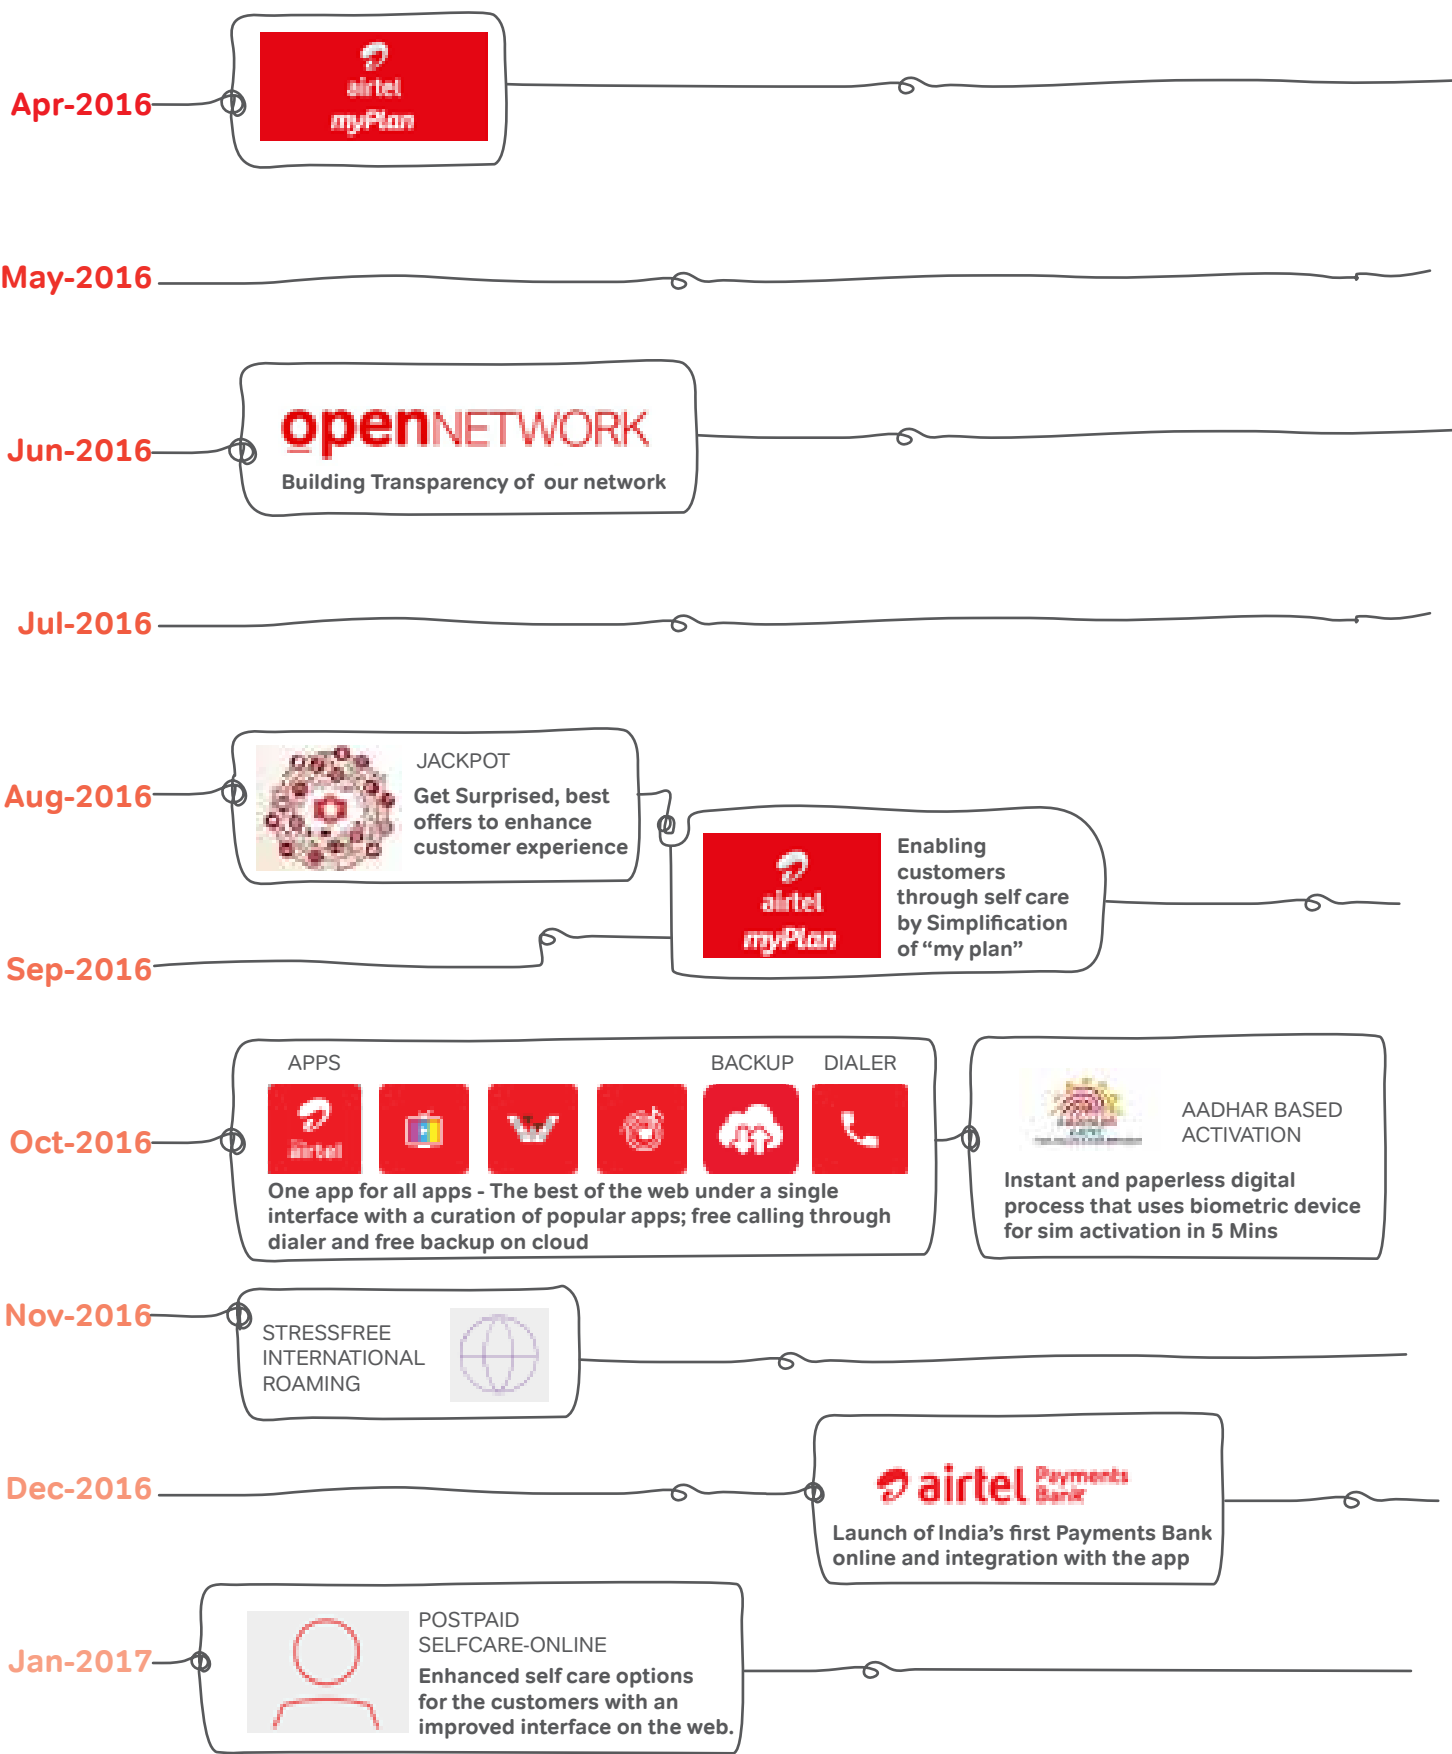 Apr-2016
airtel
myPlan
May-2016
Jun-2016
openNETWORK
Building Transparency of our network
Jul-2016
Aug-2016
JACKPOT
Get Surprised, best
offers to enhance
customer experience
airtel
myPlan
Enabling
customers
through self care
by Simplification
of “my plan”
Sep-2016
Oct-2016
APPS
BACKUP
DIALER
airtel
One app for all apps - The best of the web under a single
interface with a curation of popular apps; free calling through
dialer and free backup on cloud
AADHAR BASED
ACTIVATION
Instant and paperless digital
process that uses biometric device
for sim activation in 5 Mins
Nov-2016
STRESSFREE
INTERNATIONAL
ROAMING
Dec-2016
airtel Payments
Bank
Launch of India’s first Payments Bank
online and integration with the app
Jan-2017
POSTPAID
SELFCARE-ONLINE
Enhanced self care options
for the customers with an
improved interface on the web.